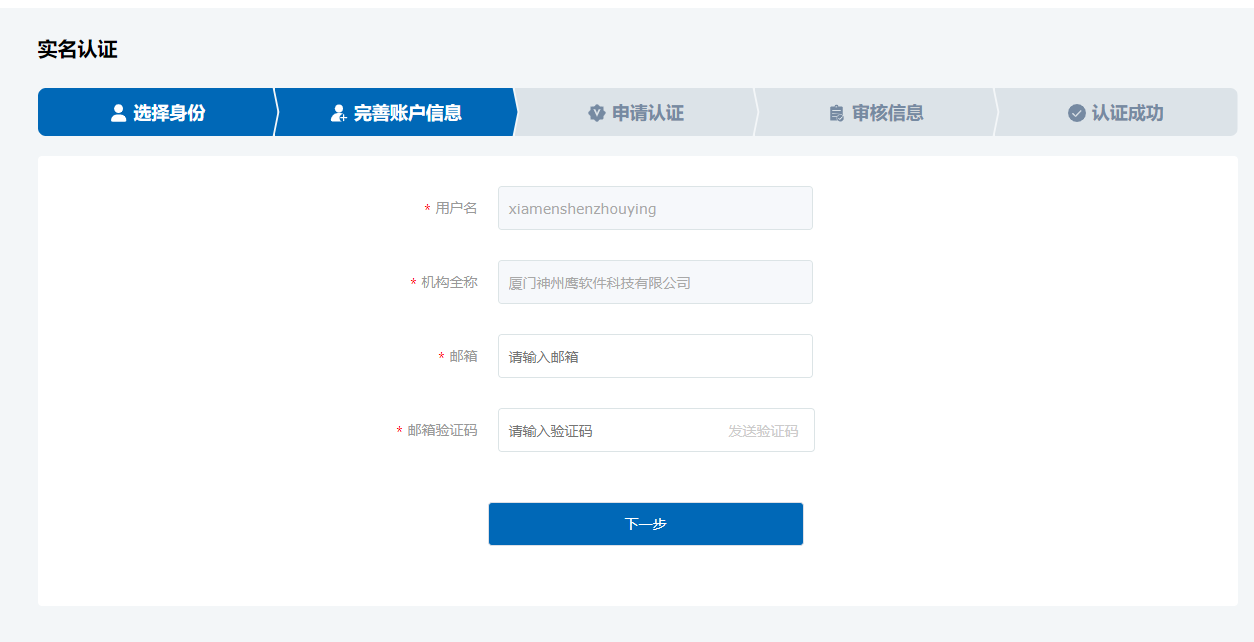 实名认证
选择身份 完善账户信息 申请认证 审核信息 认证成功
* 用户名 xiamenshenzhouying
* 机构全称 厦门神州鹰软件科技有限公司
* 邮箱 请输入邮箱
* 邮箱验证码 请输入验证码 发送验证码
下一步